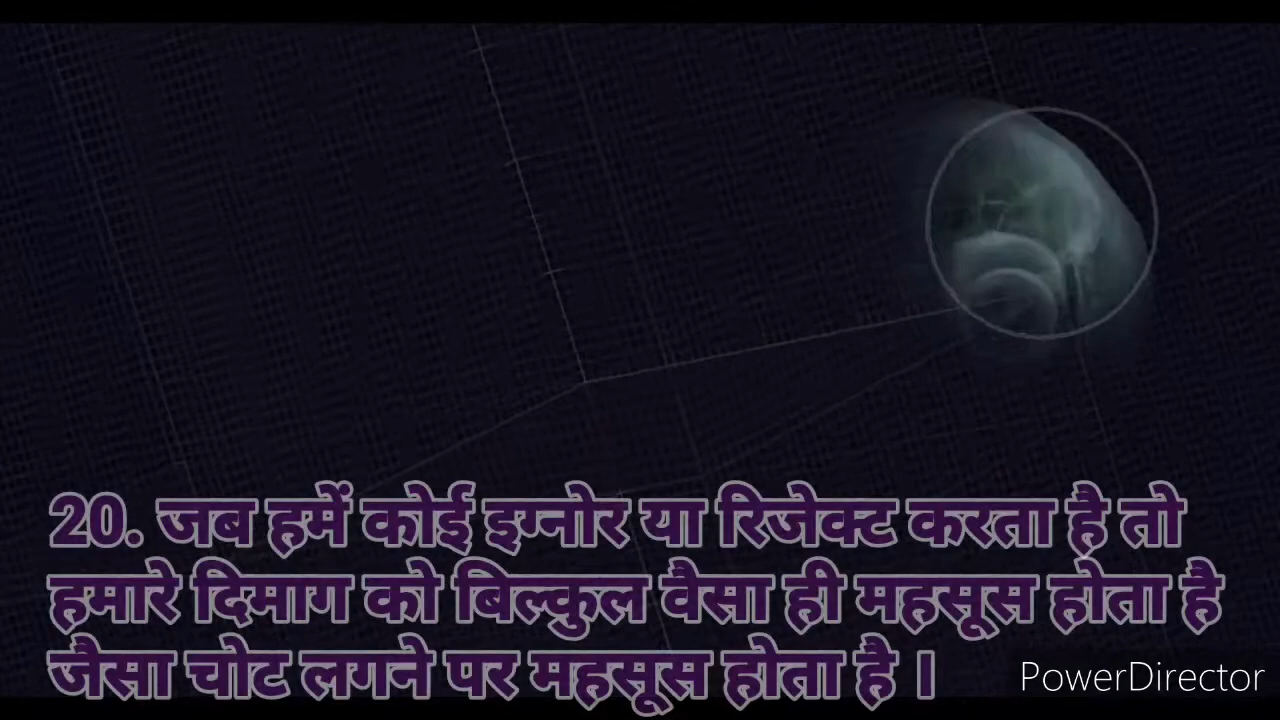 20. जब हमें कोई इग्नोर या रिजेक्ट करता है तो
हमारे दिमाग को बिल्कुल वैसा ही महसूस होता है
जैसा चोट लगने पर महसूस होता है ।
PowerDirector